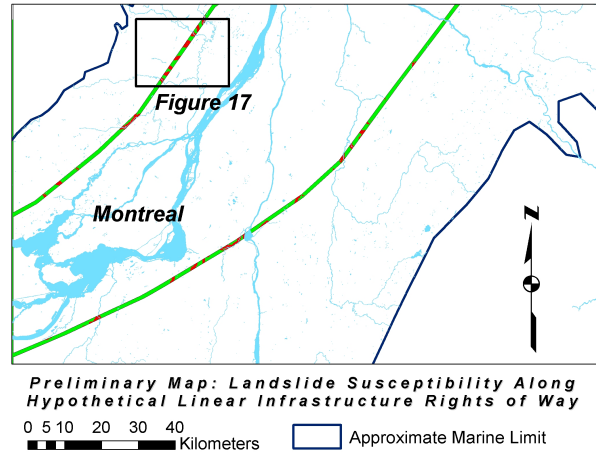 Figure 17
Montreal
N
Preliminary Map: Landslide Susceptibility Along
Hypothetical Linear Infrastructure Rights of Way
0 5 10 20 30 40
Kilometers
Approximate Marine Limit